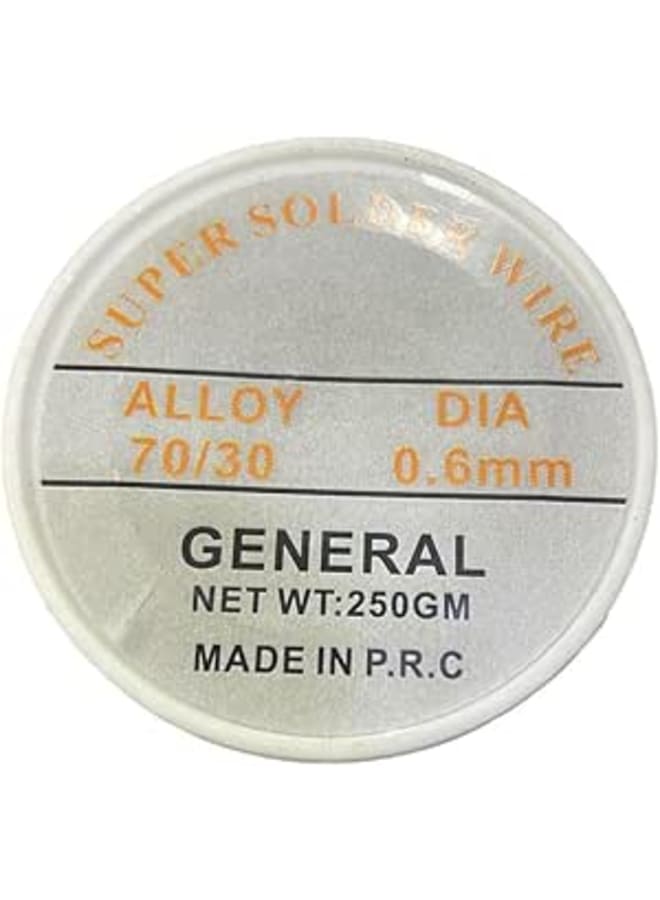 SUPER SOLDER WIRE
ALLOY DIA
70/30 0.6mm
GENERAL
NET WT:250GM
MADE IN P.R.C